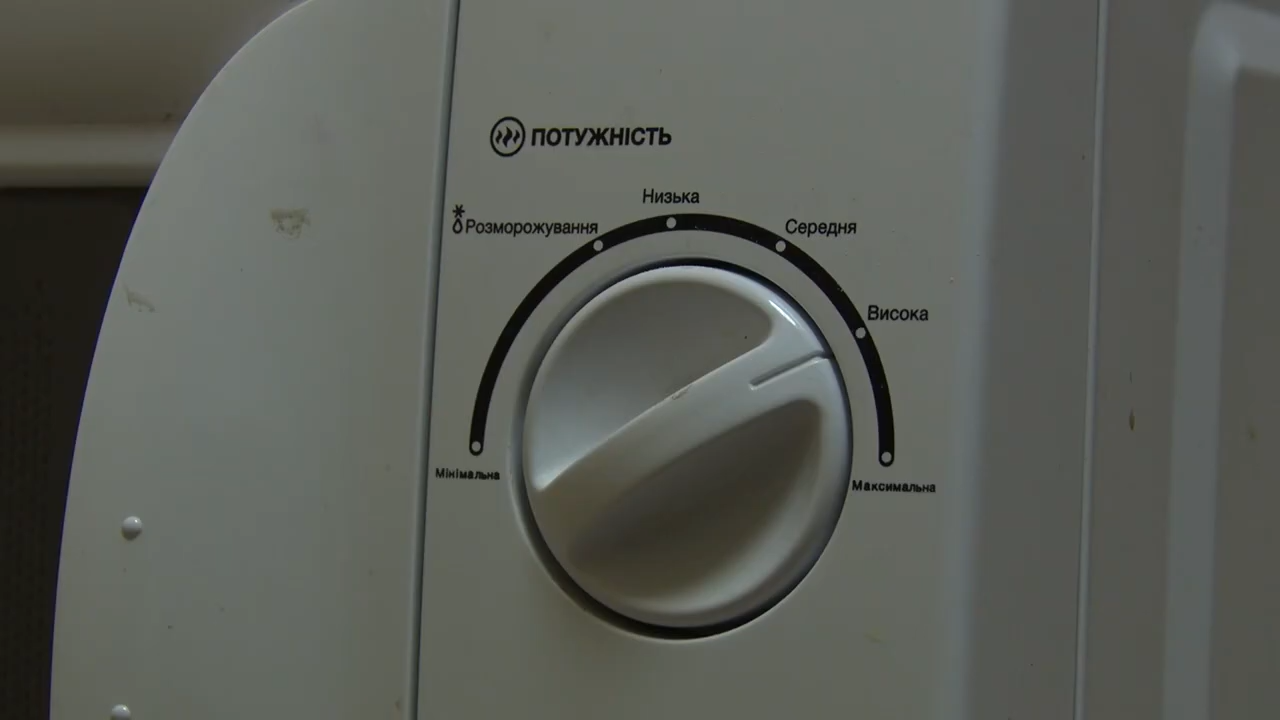 ПОТУЖНІСТЬ
Низька
Розморожування
Середня
Висока
Мінімальна
Максимальна